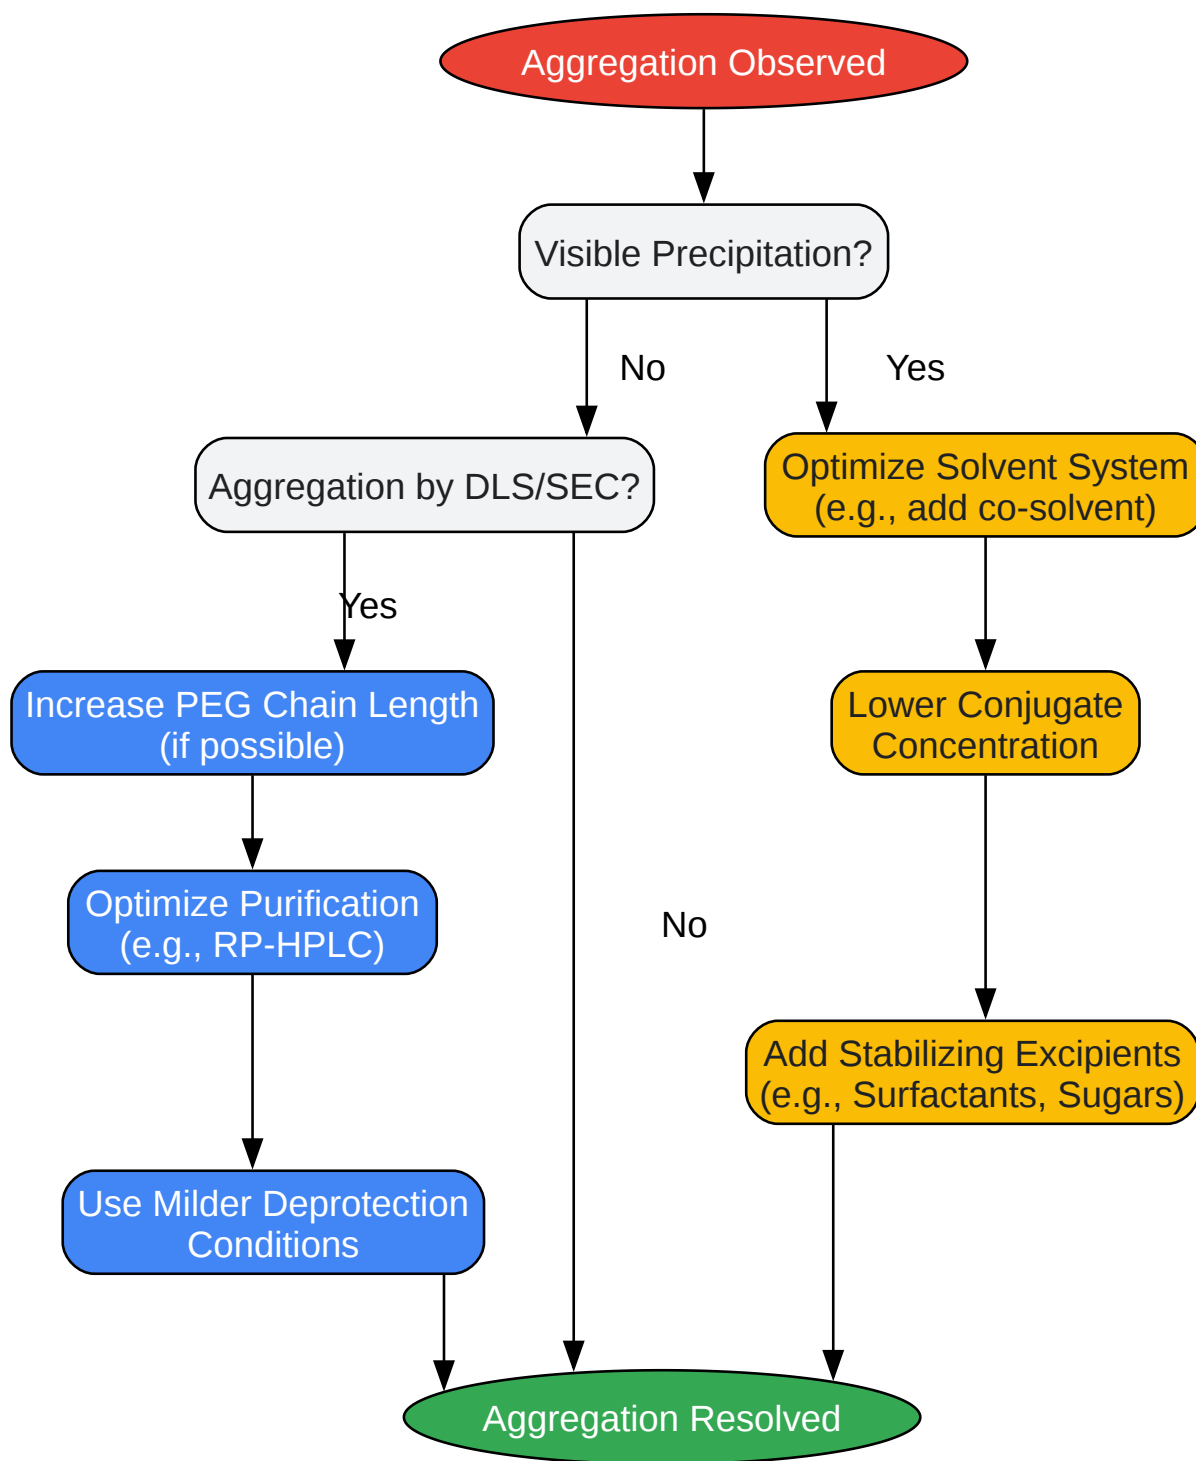 Aggregation Observed
Visible Precipitation?
No
Yes
Aggregation by DLS/SEC?
Optimize Solvent System
(e.g., add co-solvent)
Yes
Increase PEG Chain Length
(if possible)
Lower Conjugate
Concentration
Optimize Purification
(e.g., RP-HPLC)
No
Add Stabilizing Excipients
(e.g., Surfactants, Sugars)
Use Milder Deprotection
Conditions
Aggregation Resolved